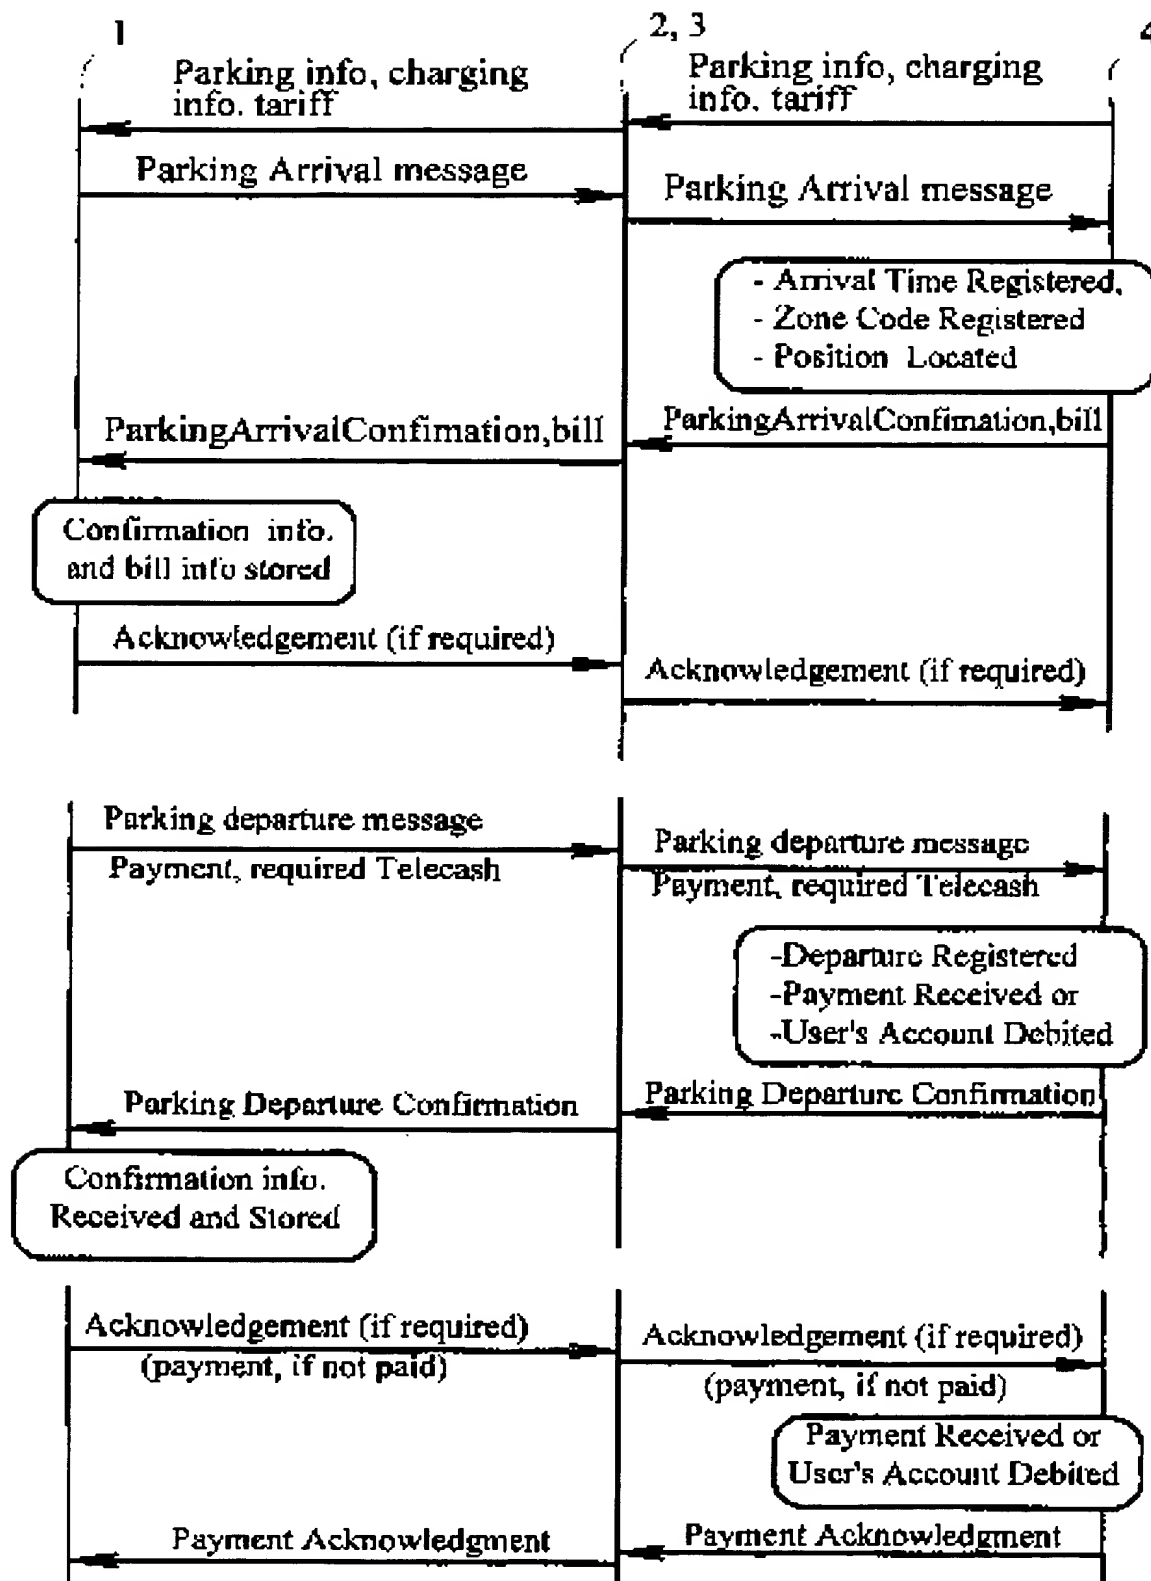 1
2, 3
4
Parking info, charging
info. tariff
Parking info, charging
info. tariff
Parking Arrival message
Parking Arrival message
- Arrival Time Registered,
- Zone Code Registered
- Position Located
ParkingArrivalConfimation,bill
ParkingArrivalConfimation,bill
Confirmation info.
and bill info stored
Acknowledgement (if required)
Acknowledgement (if required)
Parking departure message
Payment, required Telecash
Parking departure message
Payment, required Telecash
-Departure Registered
-Payment Received or
-User's Account Debited
Parking Departure Confirmation
Parking Departure Confirmation
Confirmation info.
Received and Stored
Acknowledgement (if required)
(payment, if not paid)
Acknowledgement (if required)
(payment, if not paid)
Payment Received or
User's Account Debited
Payment Acknowledgment
Payment Acknowledgment